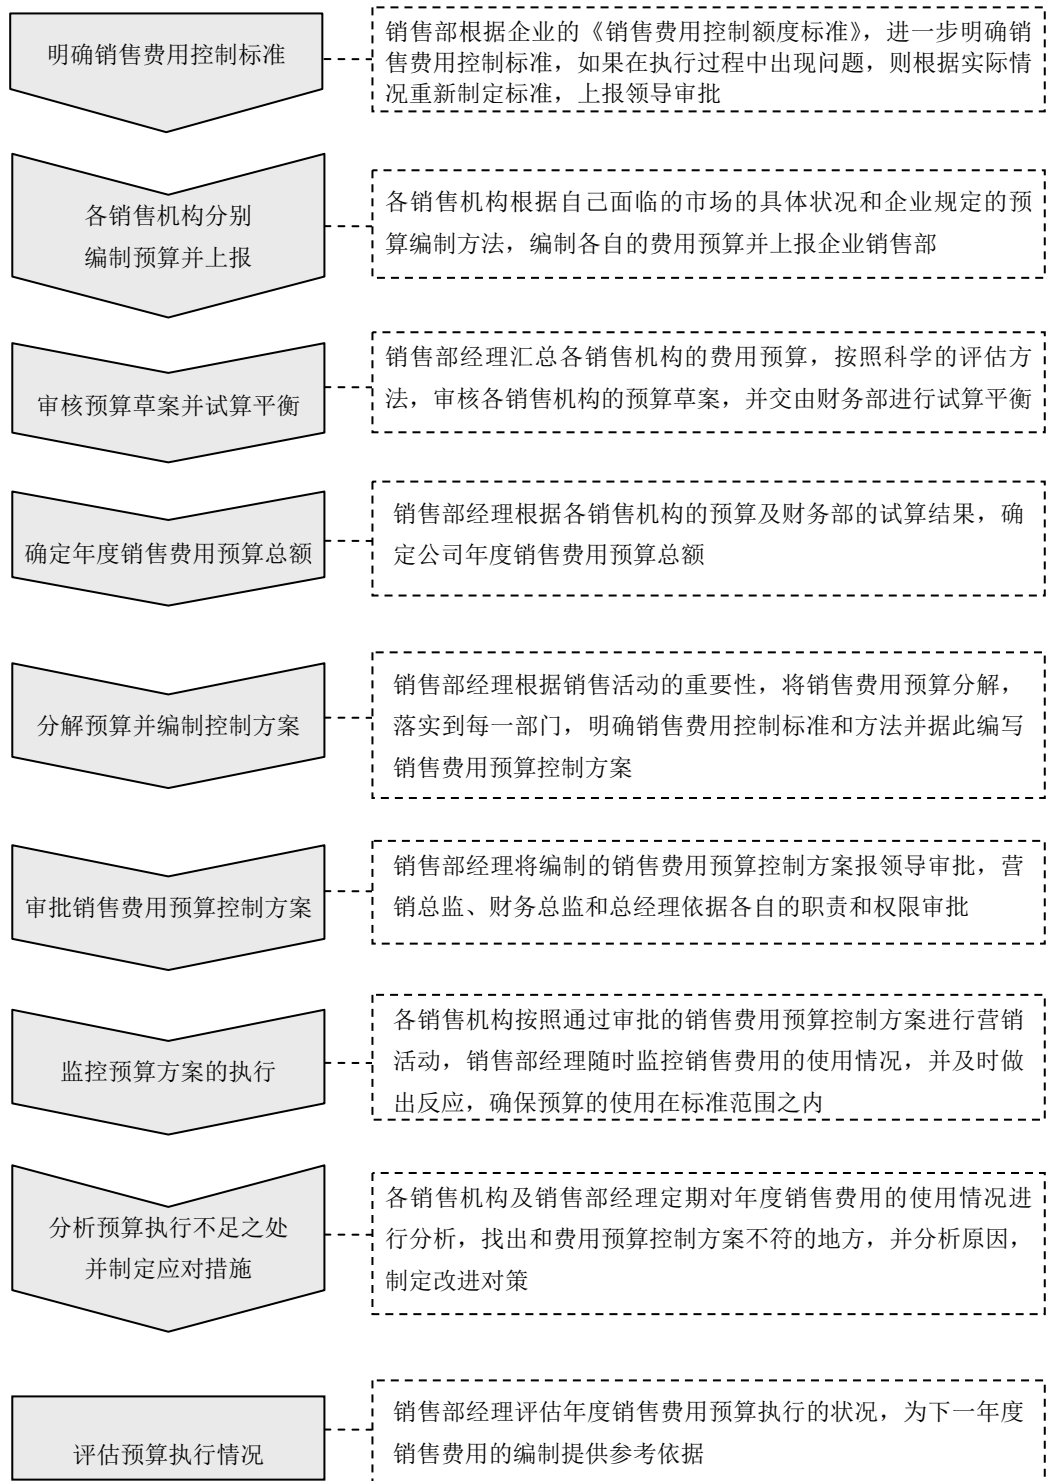 明确销售费用控制标准
销售部根据企业的《销售费用控制额度标准》，进一步明确销
售费用控制标准，如果在执行过程中出现问题，则根据实际情
况重新制定标准，上报领导审批
各销售机构分别
编制预算并上报
各销售机构根据自己面临的市场的具体状况和企业规定的预
算编制方法，编制各自的费用预算并上报企业销售部
审核预算草案并试算平衡
销售部经理汇总各销售机构的费用预算，按照科学的评估方
法，审核各销售机构的预算草案，并交由财务部进行试算平衡
确定年度销售费用预算总额
销售部经理根据各销售机构的预算及财务部的试算结果，确
定公司年度销售费用预算总额
分解预算并编制控制方案
销售部经理根据销售活动的重要性，将销售费用预算分解，
落实到每一部门，明确销售费用控制标准和方法并据此编写
销售费用预算控制方案
审批销售费用预算控制方案
销售部经理将编制的销售费用预算控制方案报领导审批，营
销总监、财务总监和总经理依据各自的职责和权限审批
监控预算方案的执行
各销售机构按照通过审批的销售费用预算控制方案进行营销
活动，销售部经理随时监控销售费用的使用情况，并及时做
出反应，确保预算的使用在标准范围之内
分析预算执行不足之处
并制定应对措施
各销售机构及销售部经理定期对年度销售费用的使用情况进
行分析，找出和费用预算控制方案不符的地方，并分析原因，
制定改进对策
评估预算执行情况
销售部经理评估年度销售费用预算执行的状况，为下一年度
销售费用的编制提供参考依据